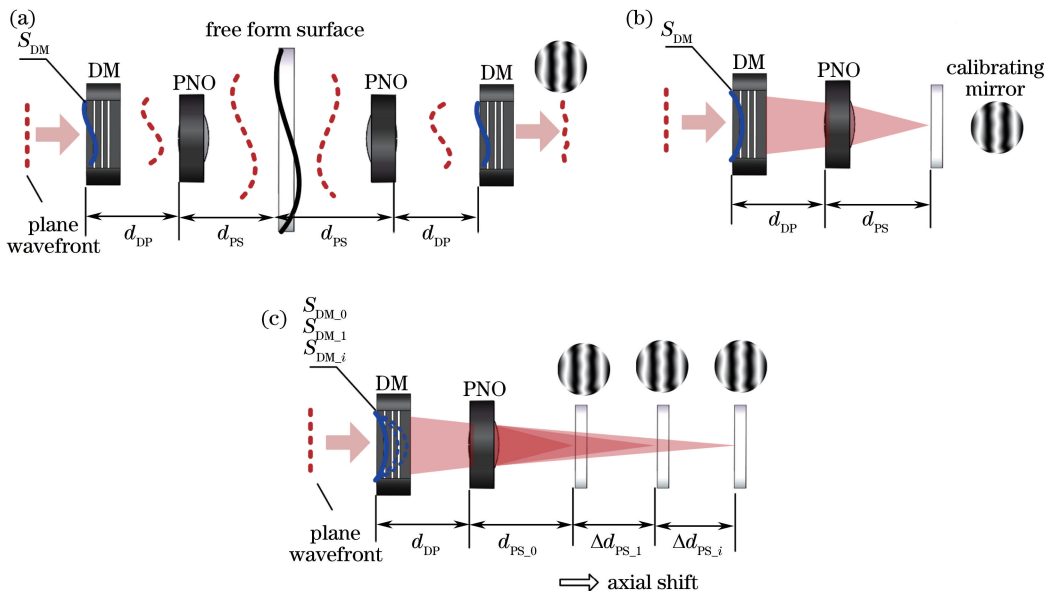 (a)
free form surface
S_DM
DM
PNO
PNO
DM
plane
wavefront
d_DP
d_PS
d_PS
d_DP
(b)
S_DM
DM
PNO
calibrating
mirror
d_DP
d_PS
(c)
S_DM_0
S_DM_1
S_DM_i
DM
PNO
plane
wavefront
d_DP
d_PS_0
Δd_PS_1
Δd_PS_i
axial shift